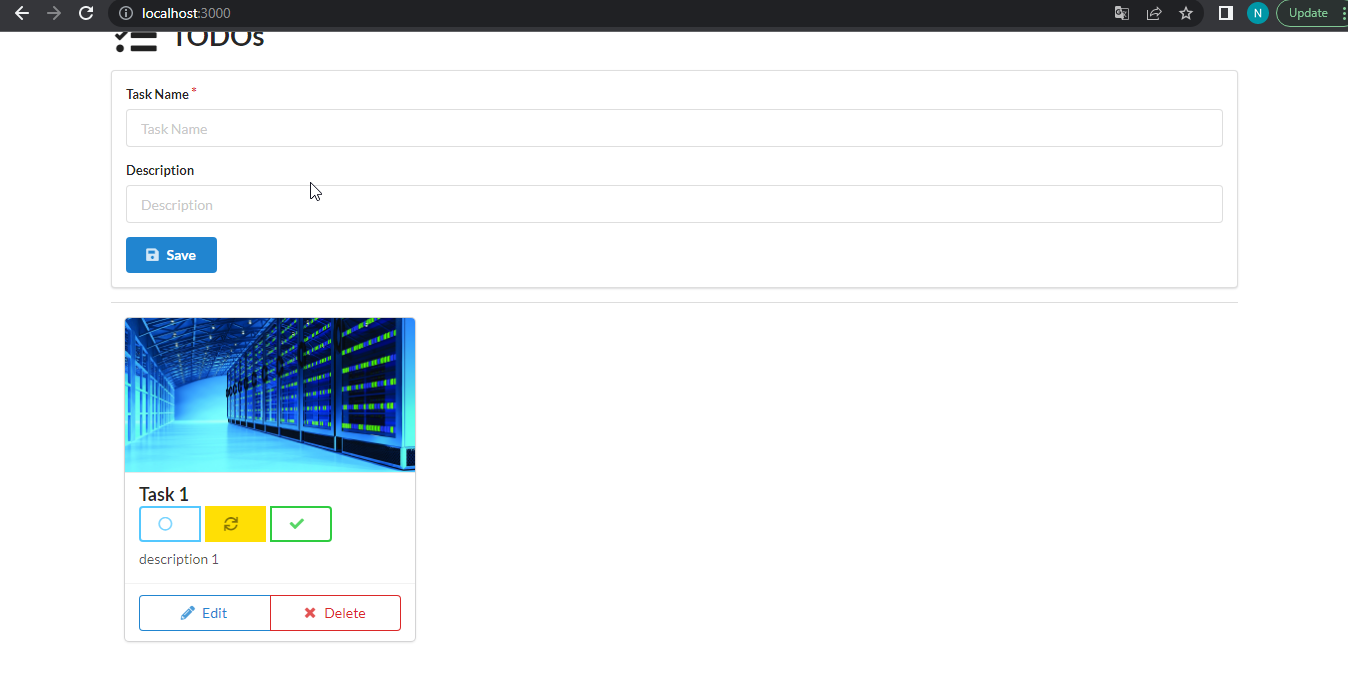 localhost:3000
N
Update
TODOs
Task Name*
Task Name
Description
Description
Save
Task 1
description 1
Edit
Delete